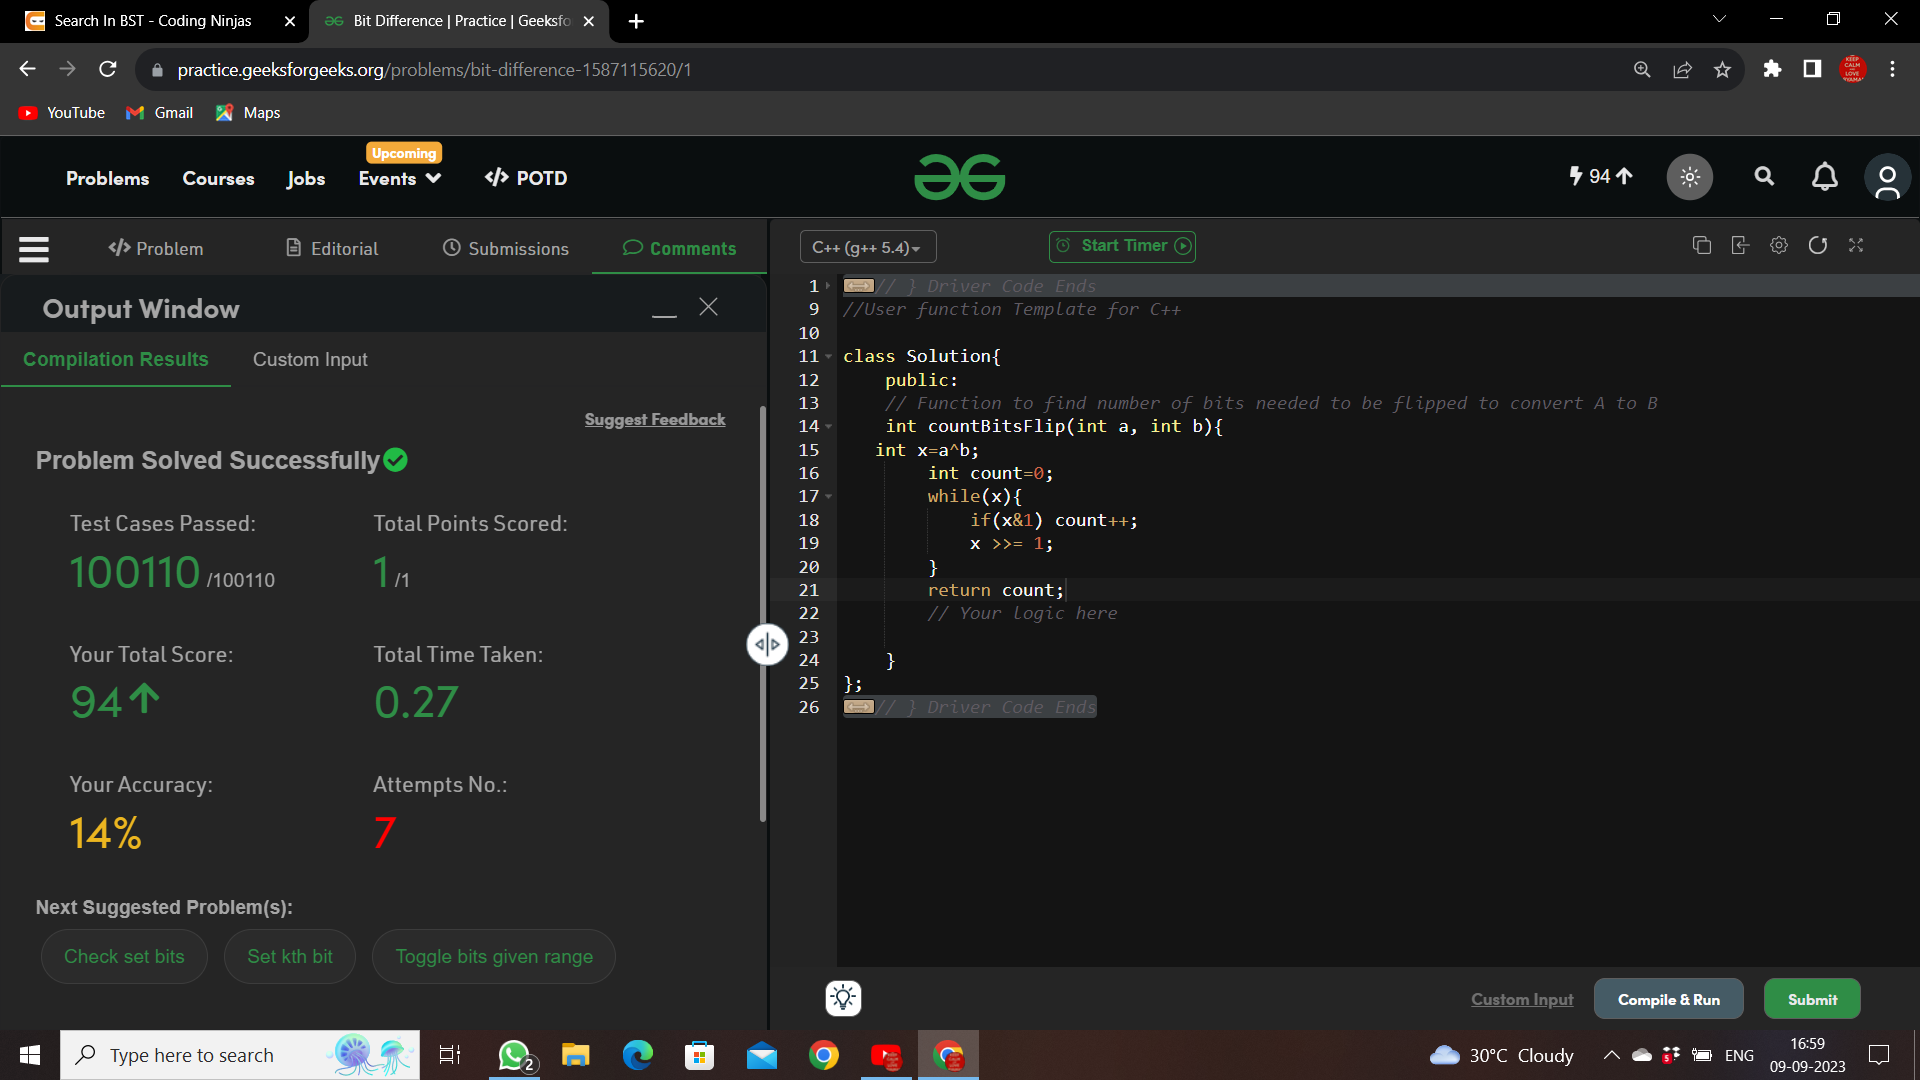 Search In BST - Coding Ninjas
Bit Difference | Practice | Geeksfo
practice.geeksforgeeks.org/problems/bit-difference-1587115620/1
YouTube
Gmail
Maps
Problems
Courses
Jobs
Upcoming
Events
</> POTD
94
</> Problem
Editorial
Submissions
Comments
Output Window
Compilation Results
Custom Input
Suggest Feedback
Problem Solved Successfully
Test Cases Passed:
100110 /100110
Total Points Scored:
1 /1
Your Total Score:
94
Total Time Taken:
0.27
Your Accuracy:
14%
Attempts No.:
7
Next Suggested Problem(s):
Check set bits
Set kth bit
Toggle bits given range
C++ (g++ 5.4)
Start Timer
1 // } Driver Code Ends
9 //User function Template for C++
10
11 class Solution{
12 public:
13 // Function to find number of bits needed to be flipped to convert A to B
14 int countBitsFlip(int a, int b){
15 int x=a^b;
16 int count=0;
17 while(x){
18 if(x&1) count++;
19 x >>= 1;
20 }
21 return count;
22 // Your logic here
23
24 }
25 };
26 // } Driver Code Ends
Custom Input
Compile & Run
Submit
Type here to search
2
30°C Cloudy
ENG
16:59
09-09-2023